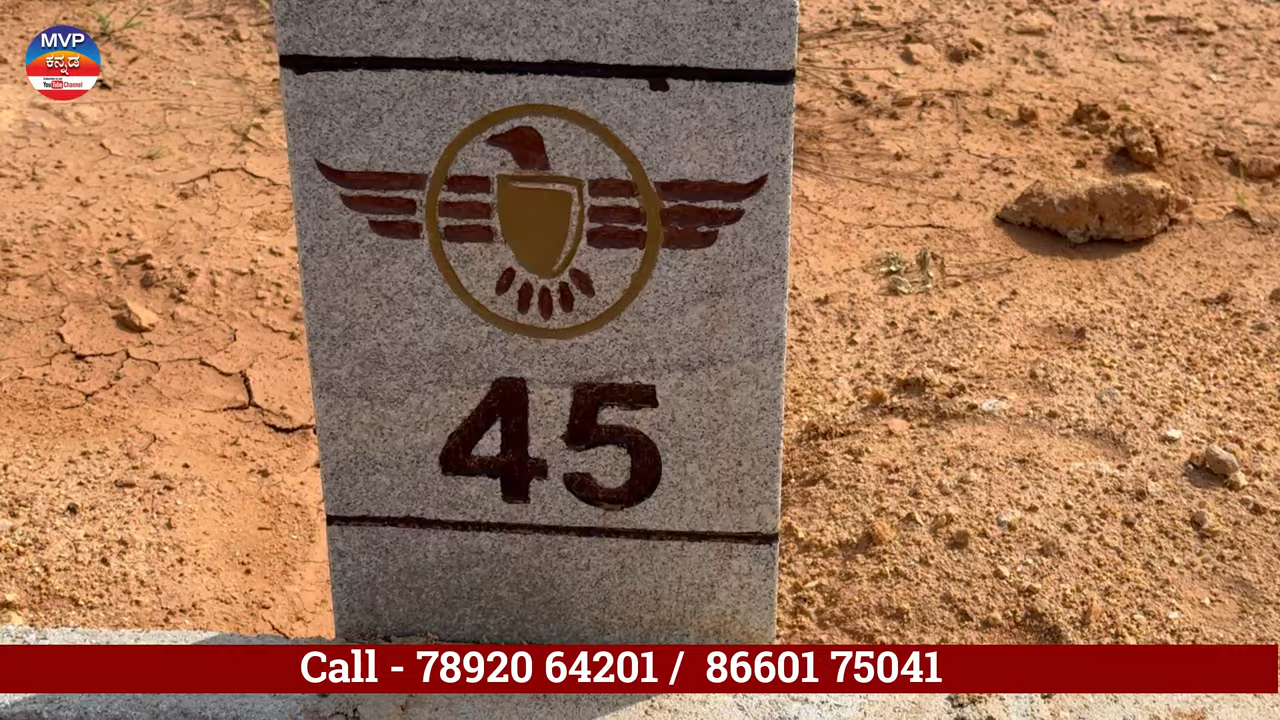 MVP
ಕನ್ನಡ
YouTube Channel
45
Call - 78920 64201 / 86601 75041